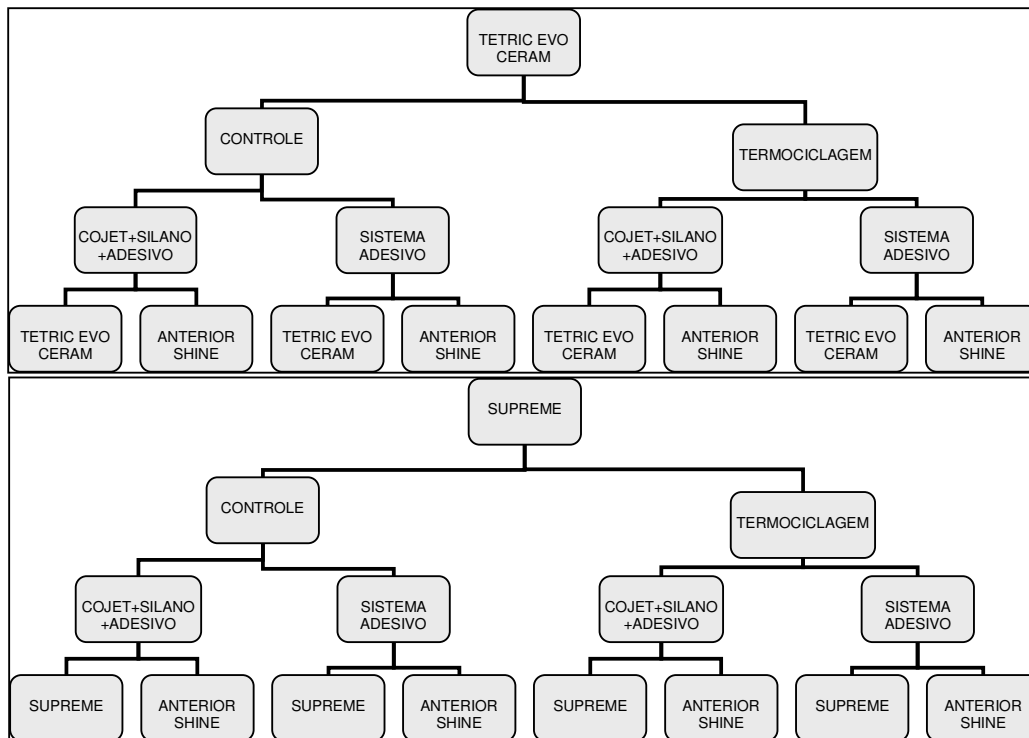 TETRIC EVO
CERAM
CONTROLE
TERMOCICLAGEM
COJET+SILANO
+ADESIVO
SISTEMA
ADESIVO
COJET+SILANO
+ADESIVO
SISTEMA
ADESIVO
TETRIC EVO
CERAM
ANTERIOR
SHINE
TETRIC EVO
CERAM
ANTERIOR
SHINE
TETRIC EVO
CERAM
ANTERIOR
SHINE
TETRIC EVO
CERAM
ANTERIOR
SHINE
SUPREME
CONTROLE
TERMOCICLAGEM
COJET+SILANO
+ADESIVO
SISTEMA
ADESIVO
COJET+SILANO
+ADESIVO
SISTEMA
ADESIVO
SUPREME
ANTERIOR
SHINE
SUPREME
ANTERIOR
SHINE
SUPREME
ANTERIOR
SHINE
SUPREME
ANTERIOR
SHINE